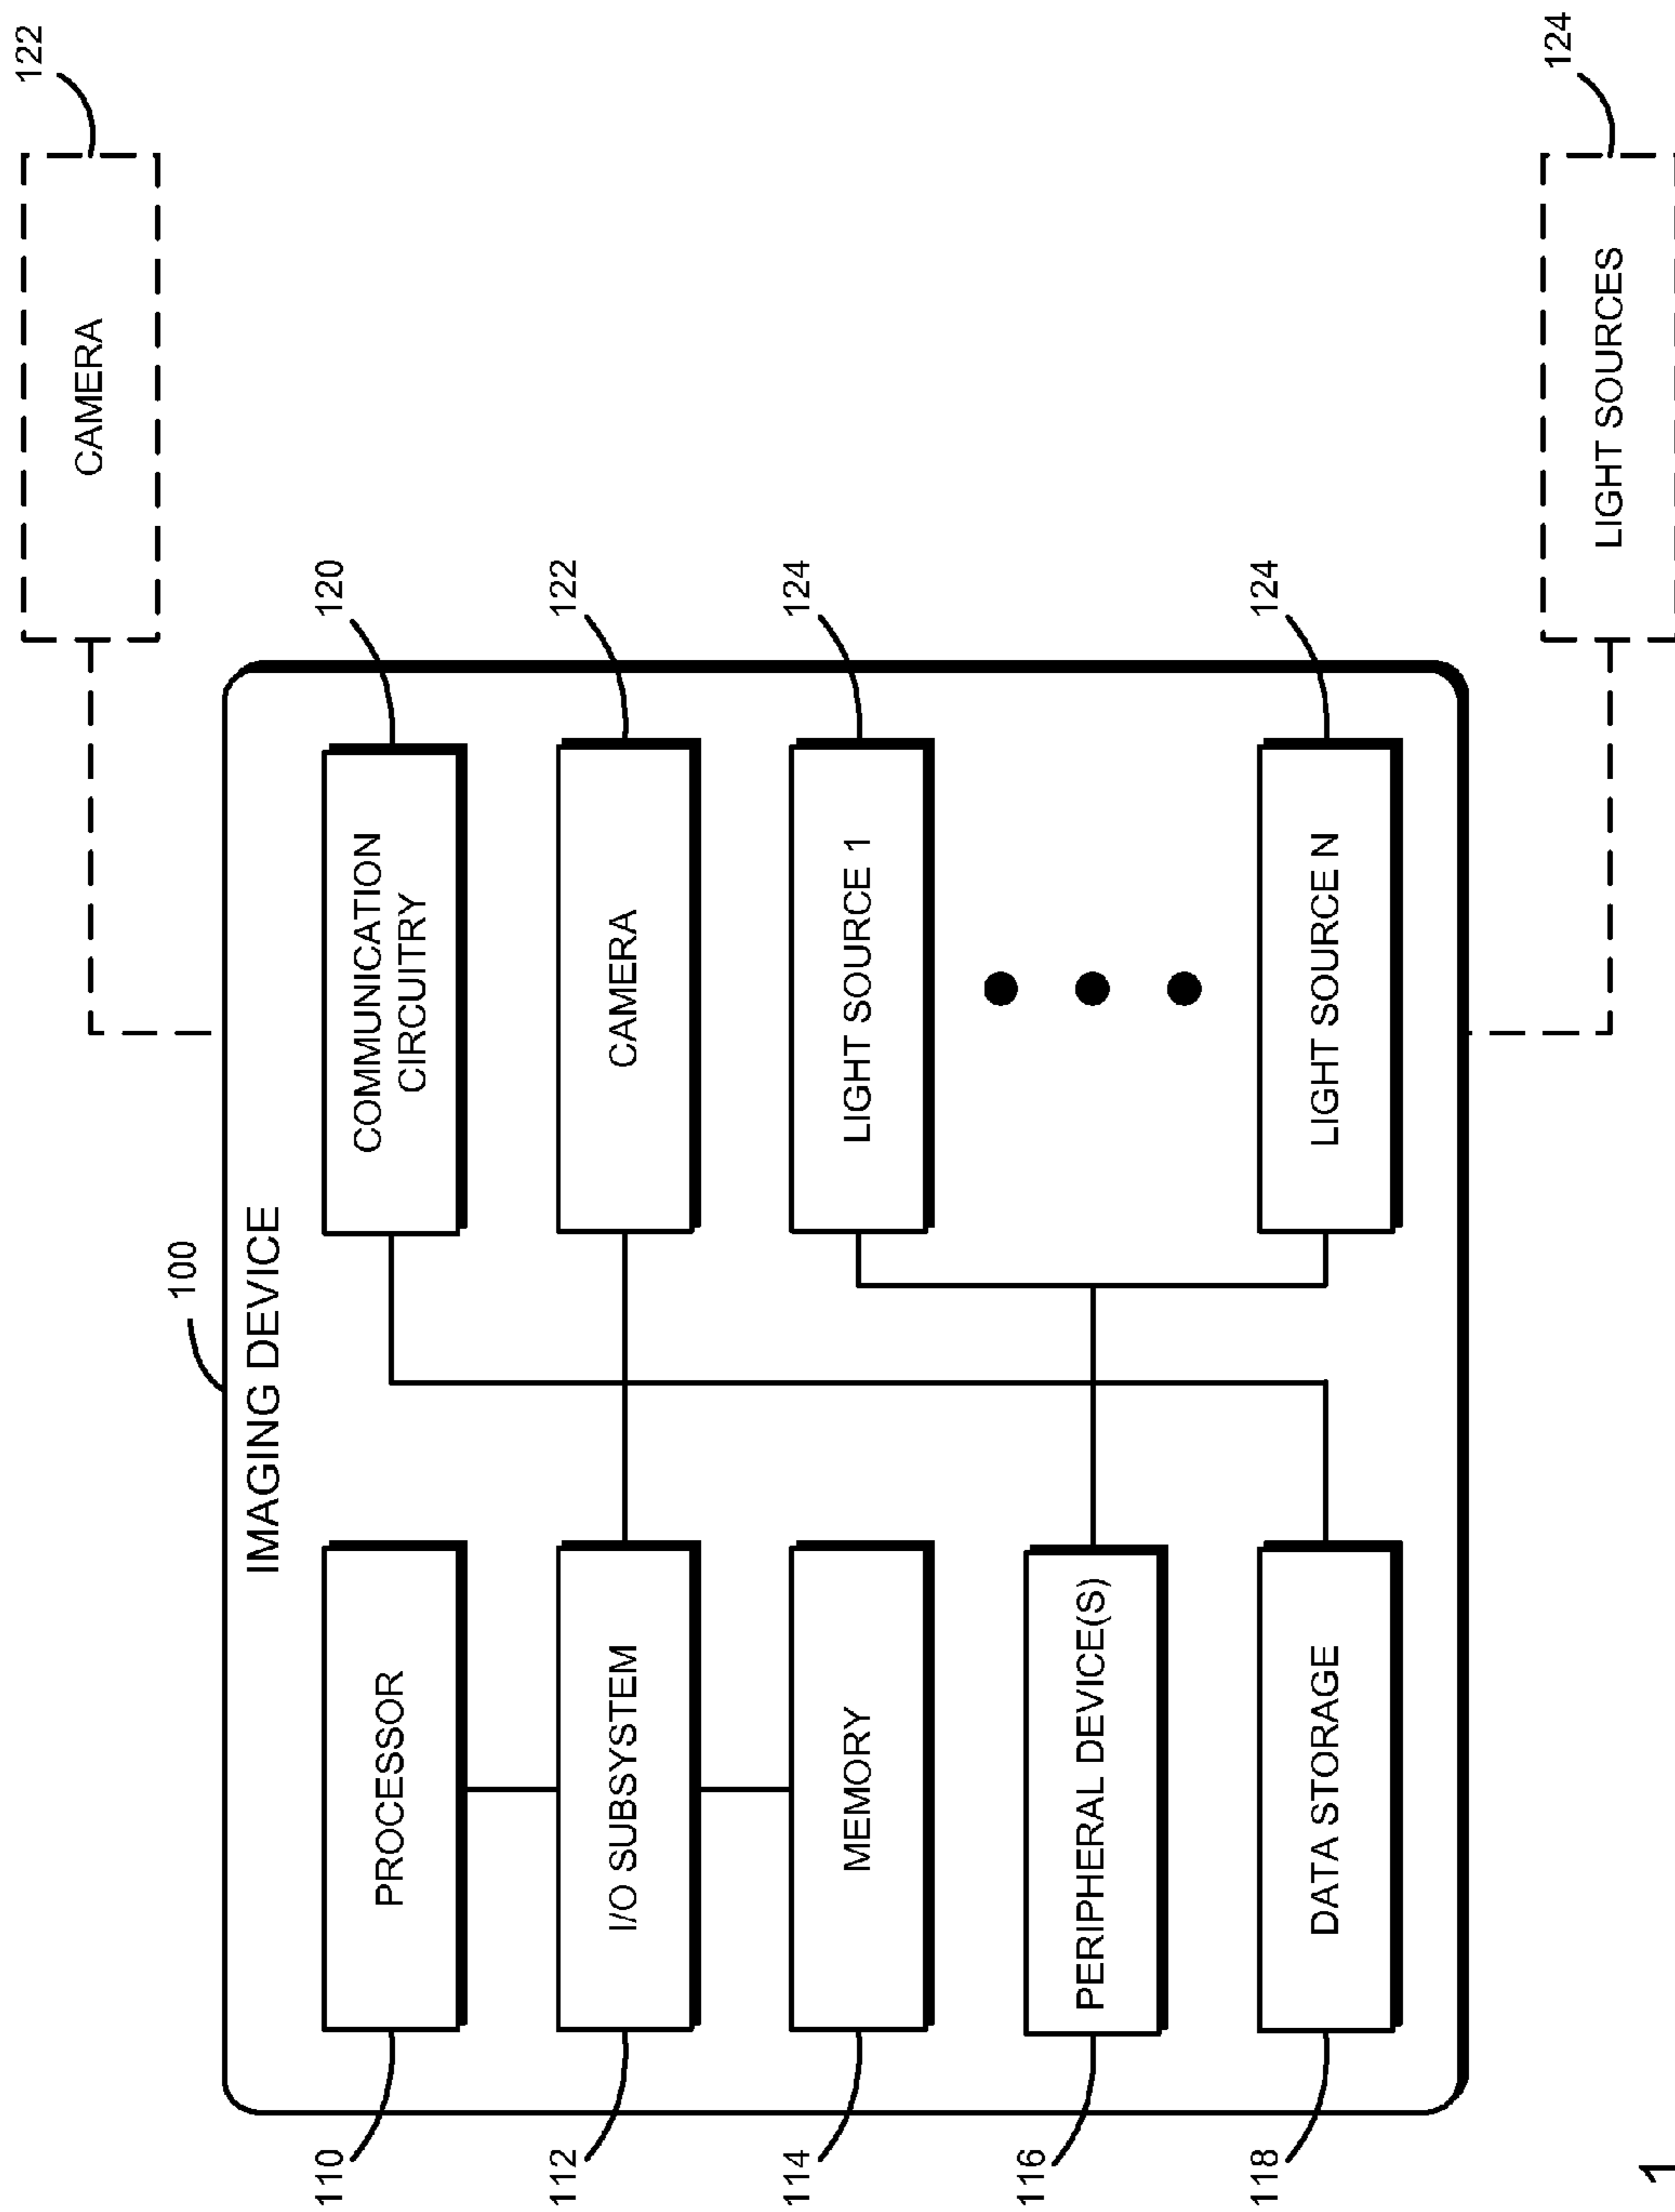 122
CAMERA
100
IMAGING DEVICE
110
PROCESSOR
COMMUNICATION
CIRCUITRY
120
112
I/O SUBSYSTEM
CAMERA
122
114
MEMORY
LIGHT SOURCE 1
124
116
PERIPHERAL DEVICE(S)
118
DATA STORAGE
LIGHT SOURCE N
124
LIGHT SOURCES
124
1